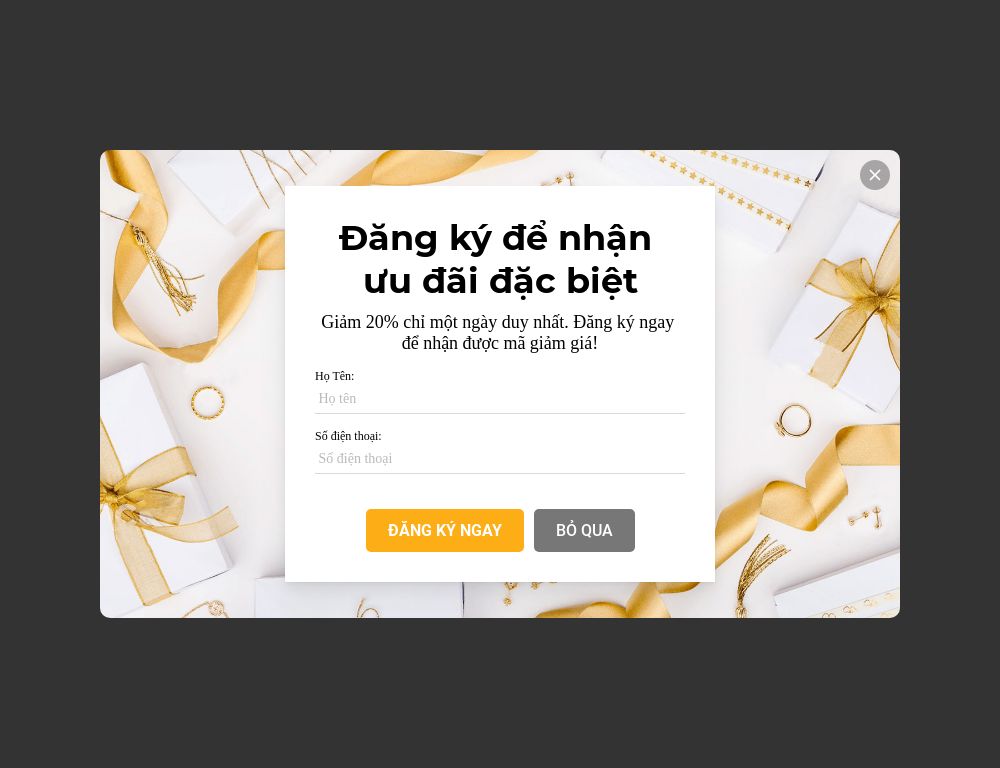 Đăng ký để nhận
ưu đãi đặc biệt
Giảm 20% chỉ một ngày duy nhất. Đăng ký ngay
để nhận được mã giảm giá!
Họ Tên:
Họ tên
Số điện thoại:
Số điện thoại
ĐĂNG KÝ NGAY BỎ QUA